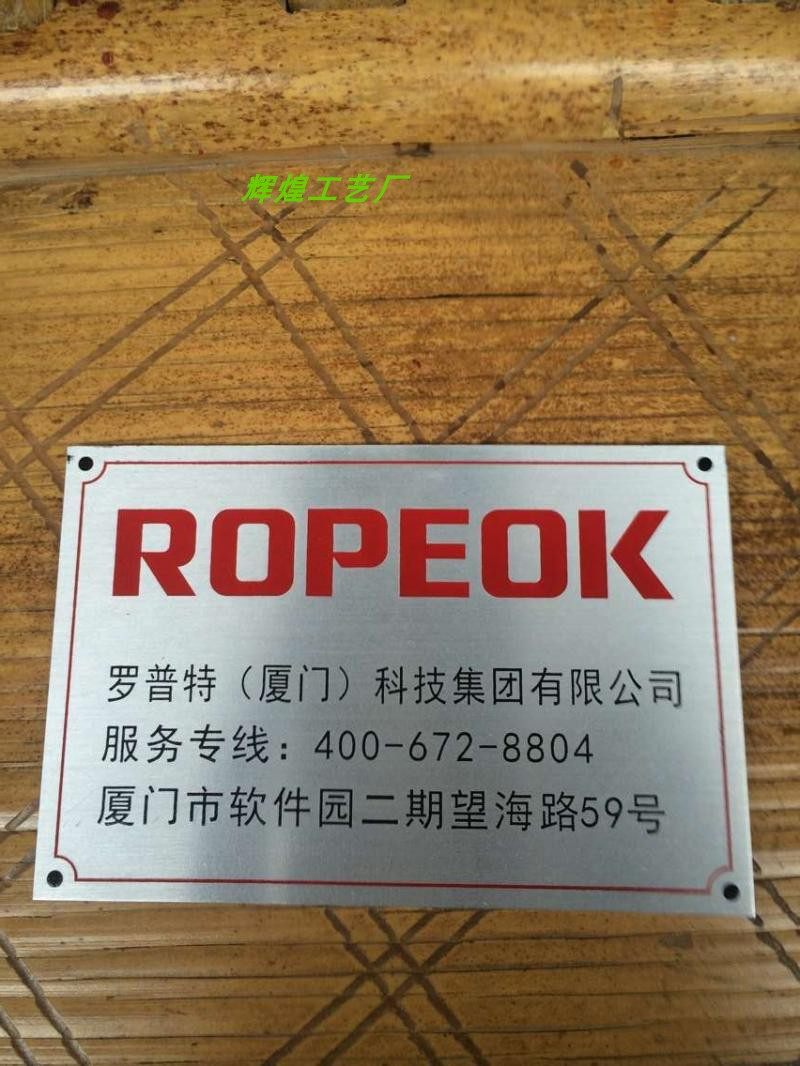 辉煌工艺厂
ROPEOK
罗普特（厦门）科技集团有限公司
服务专线：400-672-8804
厦门市软件园二期望海路59号